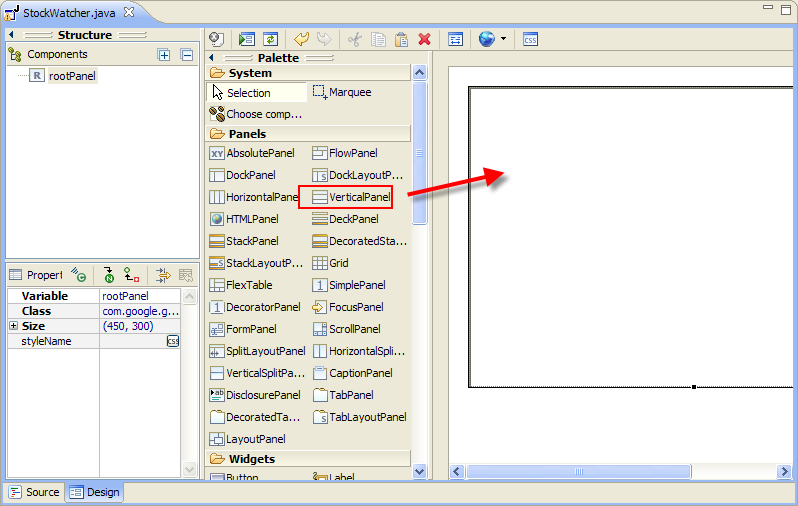 StockWatcher.java
Structure
Components
rootPanel
Propert
Variable rootPanel
Class com.google.g...
Size (450, 300)
styleName
Palette
System
Selection Marquee
Choose comp...
Panels
AbsolutePanel FlowPanel
DockPanel DockLayoutP...
HorizontalPanel VerticalPanel
HTMLPanel DeckPanel
StackPanel DecoratedSta...
StackLayoutP... Grid
FlexTable SimplePanel
DecoratorPanel FocusPanel
FormPanel ScrollPanel
SplitLayoutPanel HorizontalSpli...
VerticalSplitPa... CaptionPanel
DisclosurePanel TabPanel
DecoratedTa... TabLayoutPanel
LayoutPanel
Widgets
Button Label
Source Design